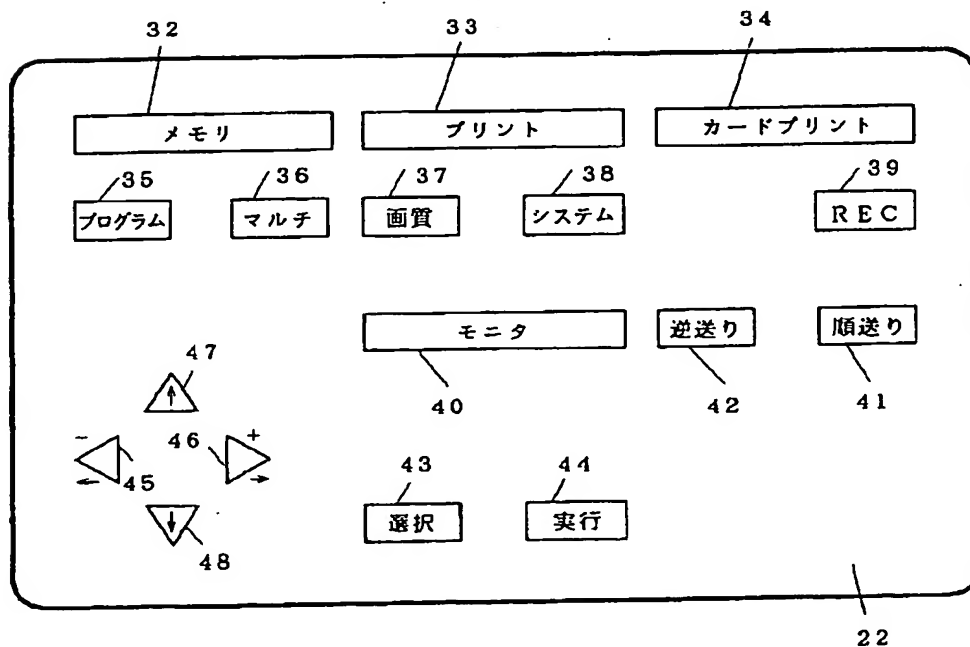 32 33 34
メモリ プリント カードプリント
35 36 37 38 39
プログラム マルチ 画質 システム REC
モニタ 逆送り 順送り
47
40 42 41
- 46 +
← 45 →
↑
↓
43 44
選択 実行
48
22